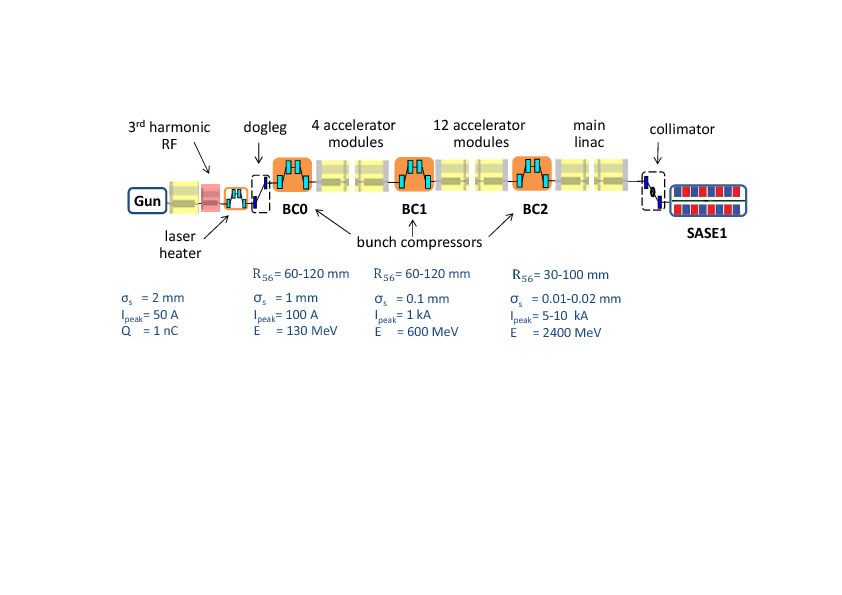 3rd harmonic
RF
dogleg
4 accelerator
modules
12 accelerator
modules
main
linac
collimator
Gun
BC0
BC1
BC2
SASE1
laser
heater
bunch compressors
R56= 60-120 mm
R56= 60-120 mm
R56= 30-100 mm
σs = 2 mm
Ipeak= 50 A
Q = 1 nC
σs = 1 mm
Ipeak= 100 A
E = 130 MeV
σs = 0.1 mm
Ipeak= 1 kA
E = 600 MeV
σs = 0.01-0.02 mm
Ipeak= 5-10 kA
E = 2400 MeV